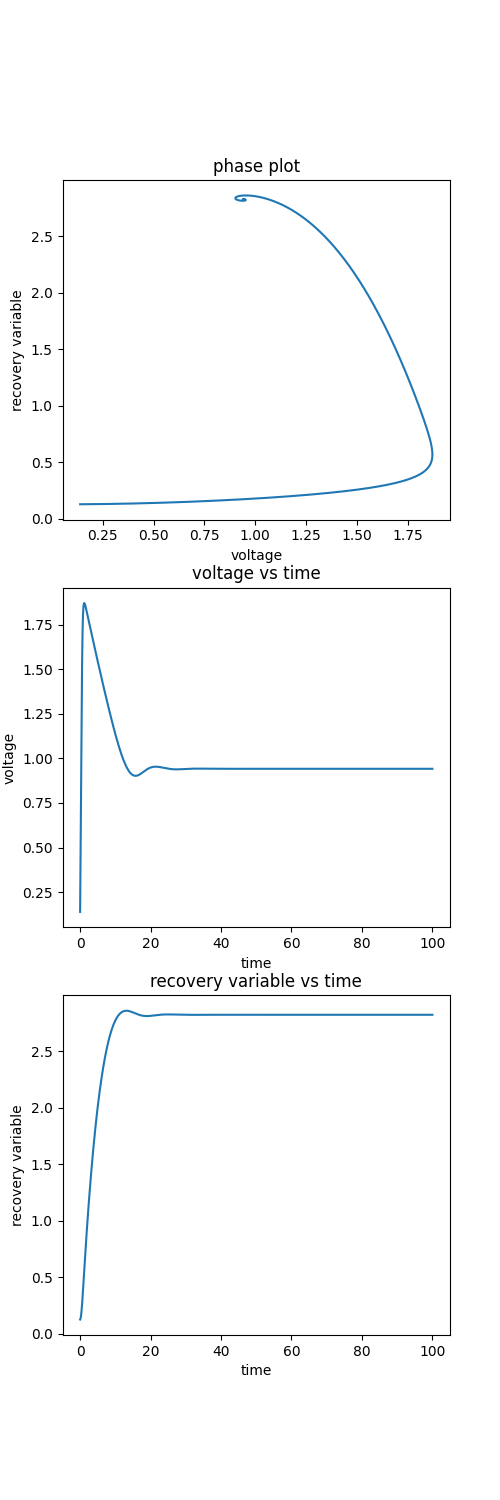 phase plot
2.5
2.0
1.5
1.0
0.5
0.0
recovery variable
0.25 0.50 0.75 1.00 1.25 1.50 1.75
voltage
voltage vs time
1.75
1.50
1.25
1.00
0.75
0.50
0.25
voltage
0 20 40 60 80 100
time
recovery variable vs time
2.5
2.0
1.5
1.0
0.5
0.0
recovery variable
0 20 40 60 80 100
time